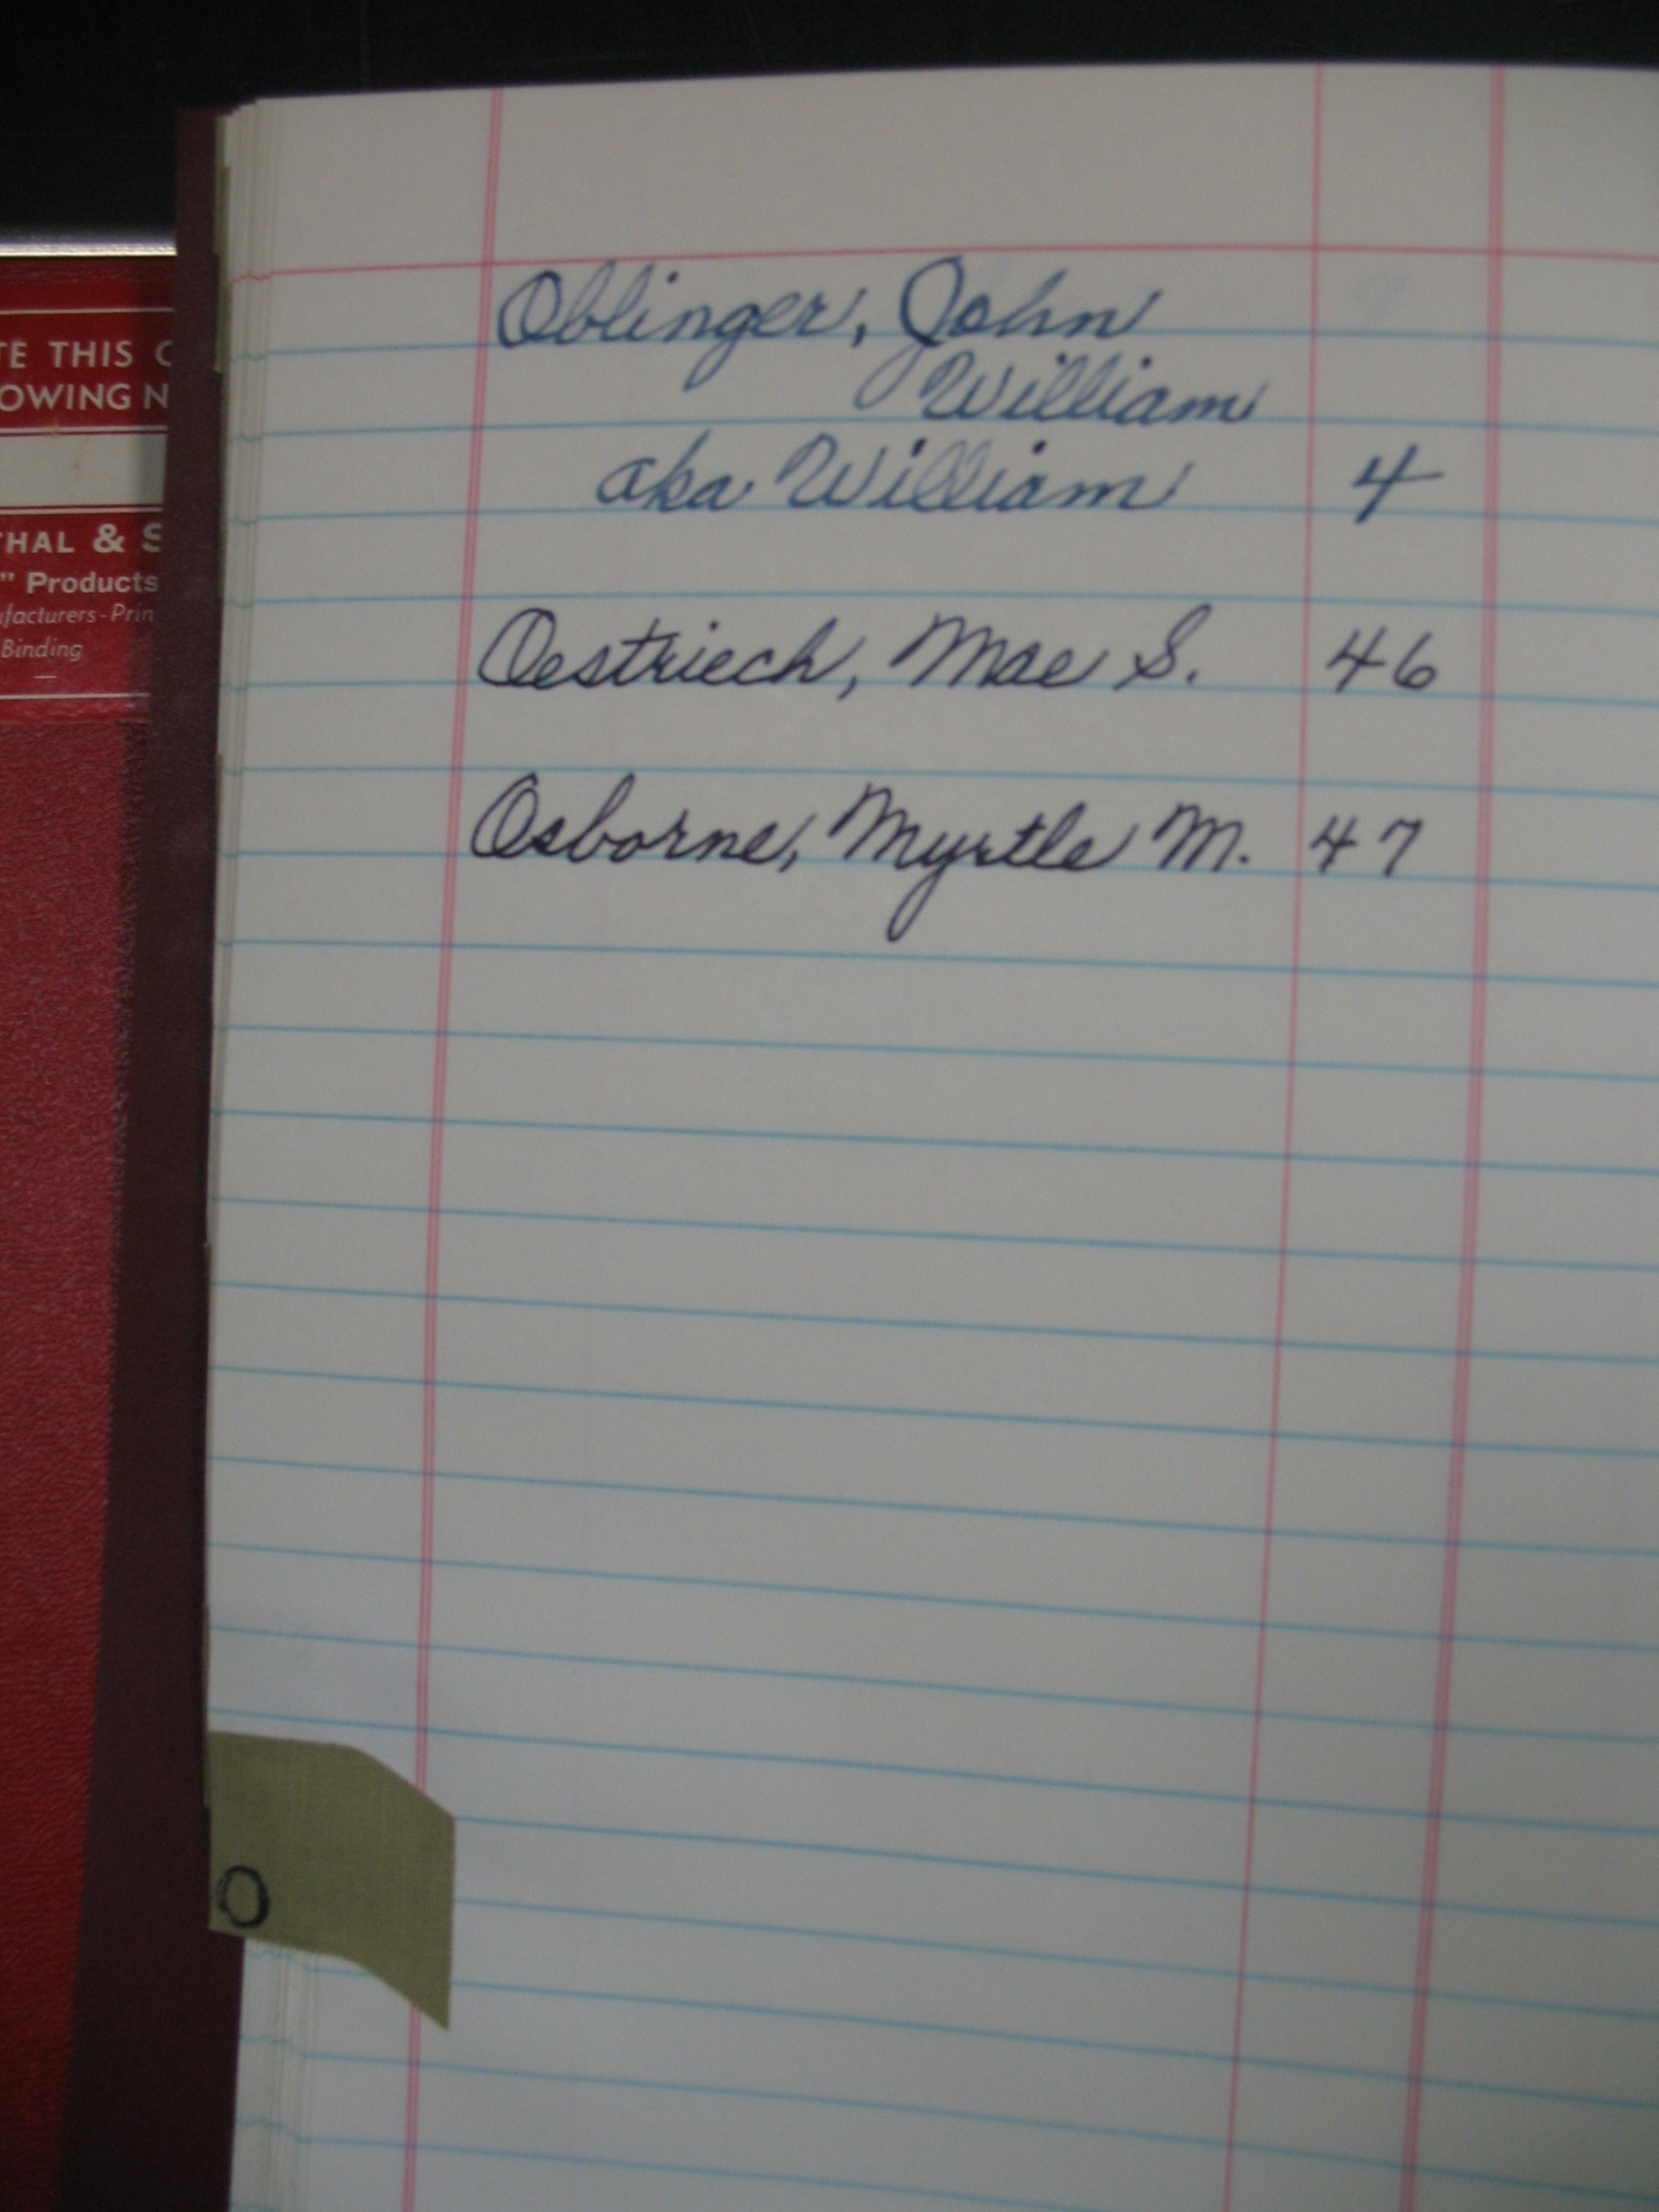 TE THIS
OWING N
THAL & S
" Products
facturers - Prin
Binding
Oblinger, John
William
aka William 4
Oestriech, Mae S. 46
Osborne, Myrtle M. 47
O